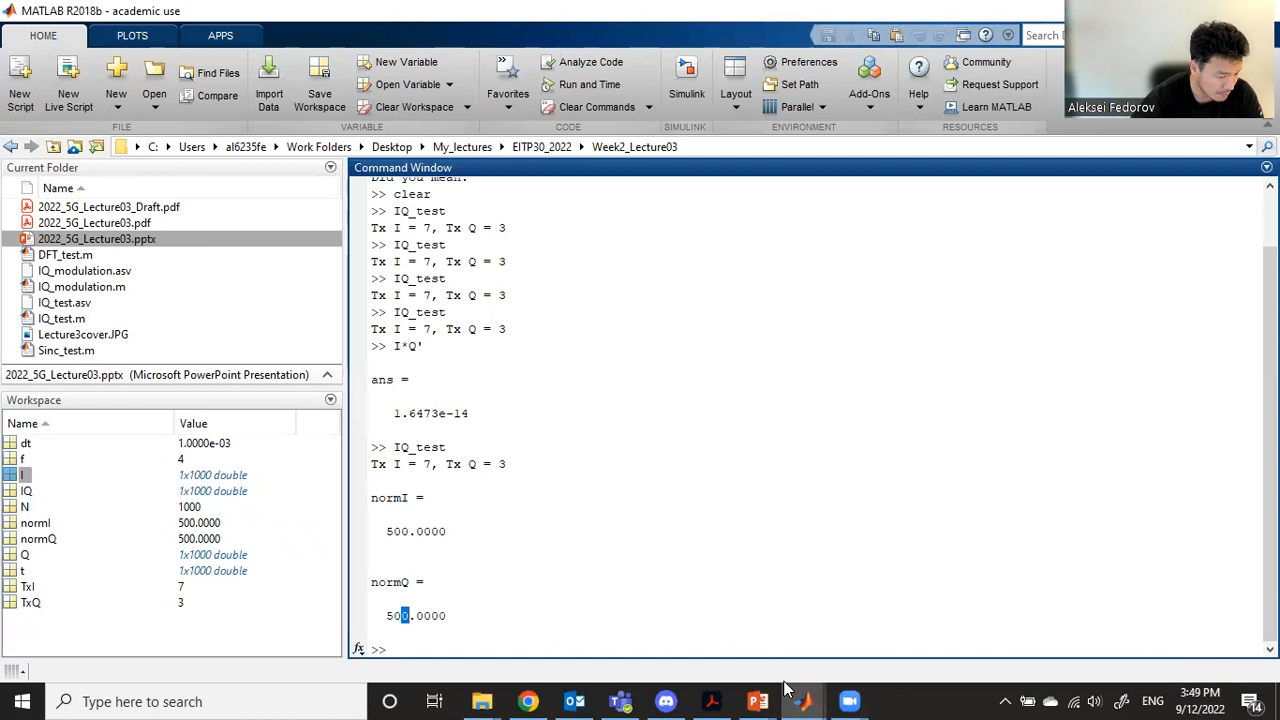 MATLAB R2018b - academic use
HOME PLOTS APPS
Search D
Aleksei Fedorov
New Script
New Live Script
New
Open
Find Files
Compare
Import Data
Save Workspace
New Variable
Open Variable
Clear Workspace
Favorites
Analyze Code
Run and Time
Clear Commands
Simulink
Layout
Preferences
Set Path
Parallel
Add-Ons
Help
Community
Request Support
Learn MATLAB
FILE VARIABLE CODE SIMULINK ENVIRONMENT RESOURCES
C: Users al6235fe Work Folders Desktop My_lectures EITP30_2022 Week2_Lecture03
Current Folder
Name
2022_5G_Lecture03_Draft.pdf
2022_5G_Lecture03.pdf
2022_5G_Lecture03.pptx
DFT_test.m
IQ_modulation.asv
IQ_modulation.m
IQ_test.asv
IQ_test.m
Lecture3cover.JPG
Sinc_test.m
2022_5G_Lecture03.pptx (Microsoft PowerPoint Presentation)
Workspace
Name Value
dt 1.0000e-03
f 4
I 1x1000 double
IQ 1x1000 double
N 1000
normI 500.0000
normQ 500.0000
Q 1x1000 double
t 1x1000 double
TxI 7
TxQ 3
Command Window
Did you mean:
>> clear
>> IQ_test
Tx I = 7, Tx Q = 3
>> IQ_test
Tx I = 7, Tx Q = 3
>> IQ_test
Tx I = 7, Tx Q = 3
>> IQ_test
Tx I = 7, Tx Q = 3
>> I*Q'
ans =
1.6473e-14
>> IQ_test
Tx I = 7, Tx Q = 3
normI =
500.0000
normQ =
500.0000
fx >>
Type here to search
ENG
3:49 PM
9/12/2022
14